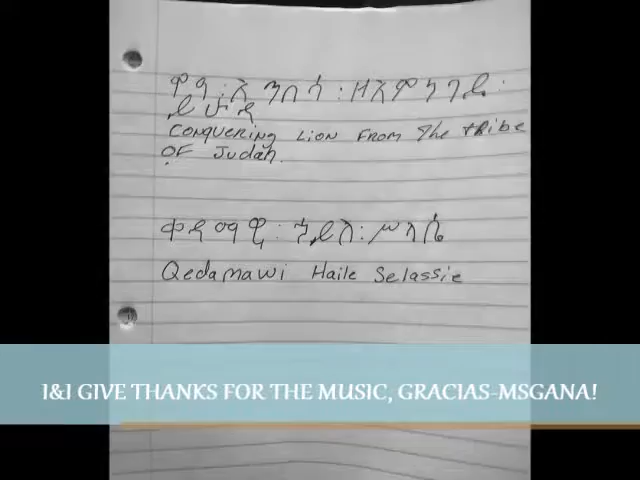 ሞዓ፡አንበሳ፡ዘእምነገደ፡
ይሁዳ
Conquering Lion From The tribe
OF Judah.
ቀዳማዊ፡ኃይለ፡ሥላሴ
Qedamawi Haile Selassie
I&I GIVE THANKS FOR THE MUSIC, GRACIAS-MSGANA!